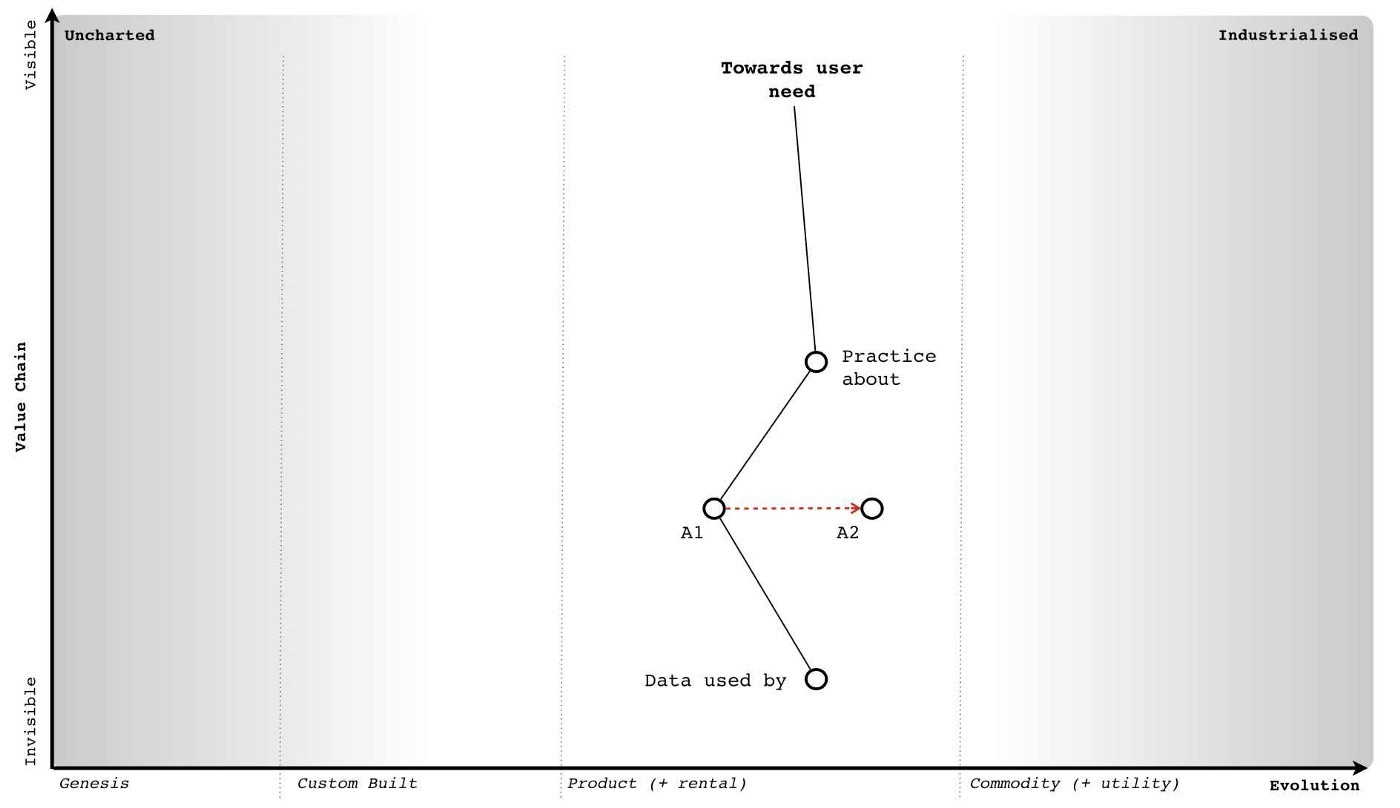 Visible
Uncharted
Industrialised
Towards user
need
Value Chain
Practice
about
A1
A2
Data used by
Invisible
Genesis
Custom Built
Product (+ rental)
Commodity (+ utility)
Evolution